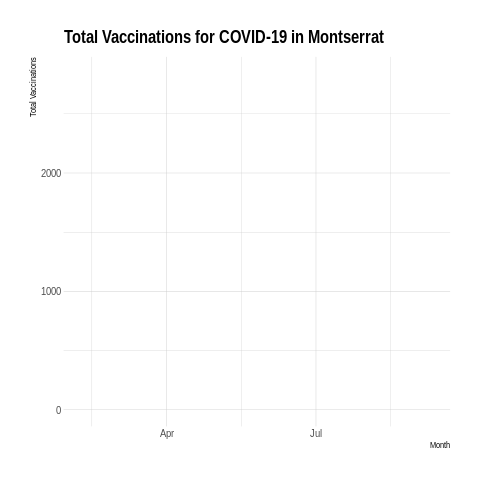 Total Vaccinations for COVID-19 in Montserrat
Total Vaccinations
2000
1000
0
Apr Jul
Month